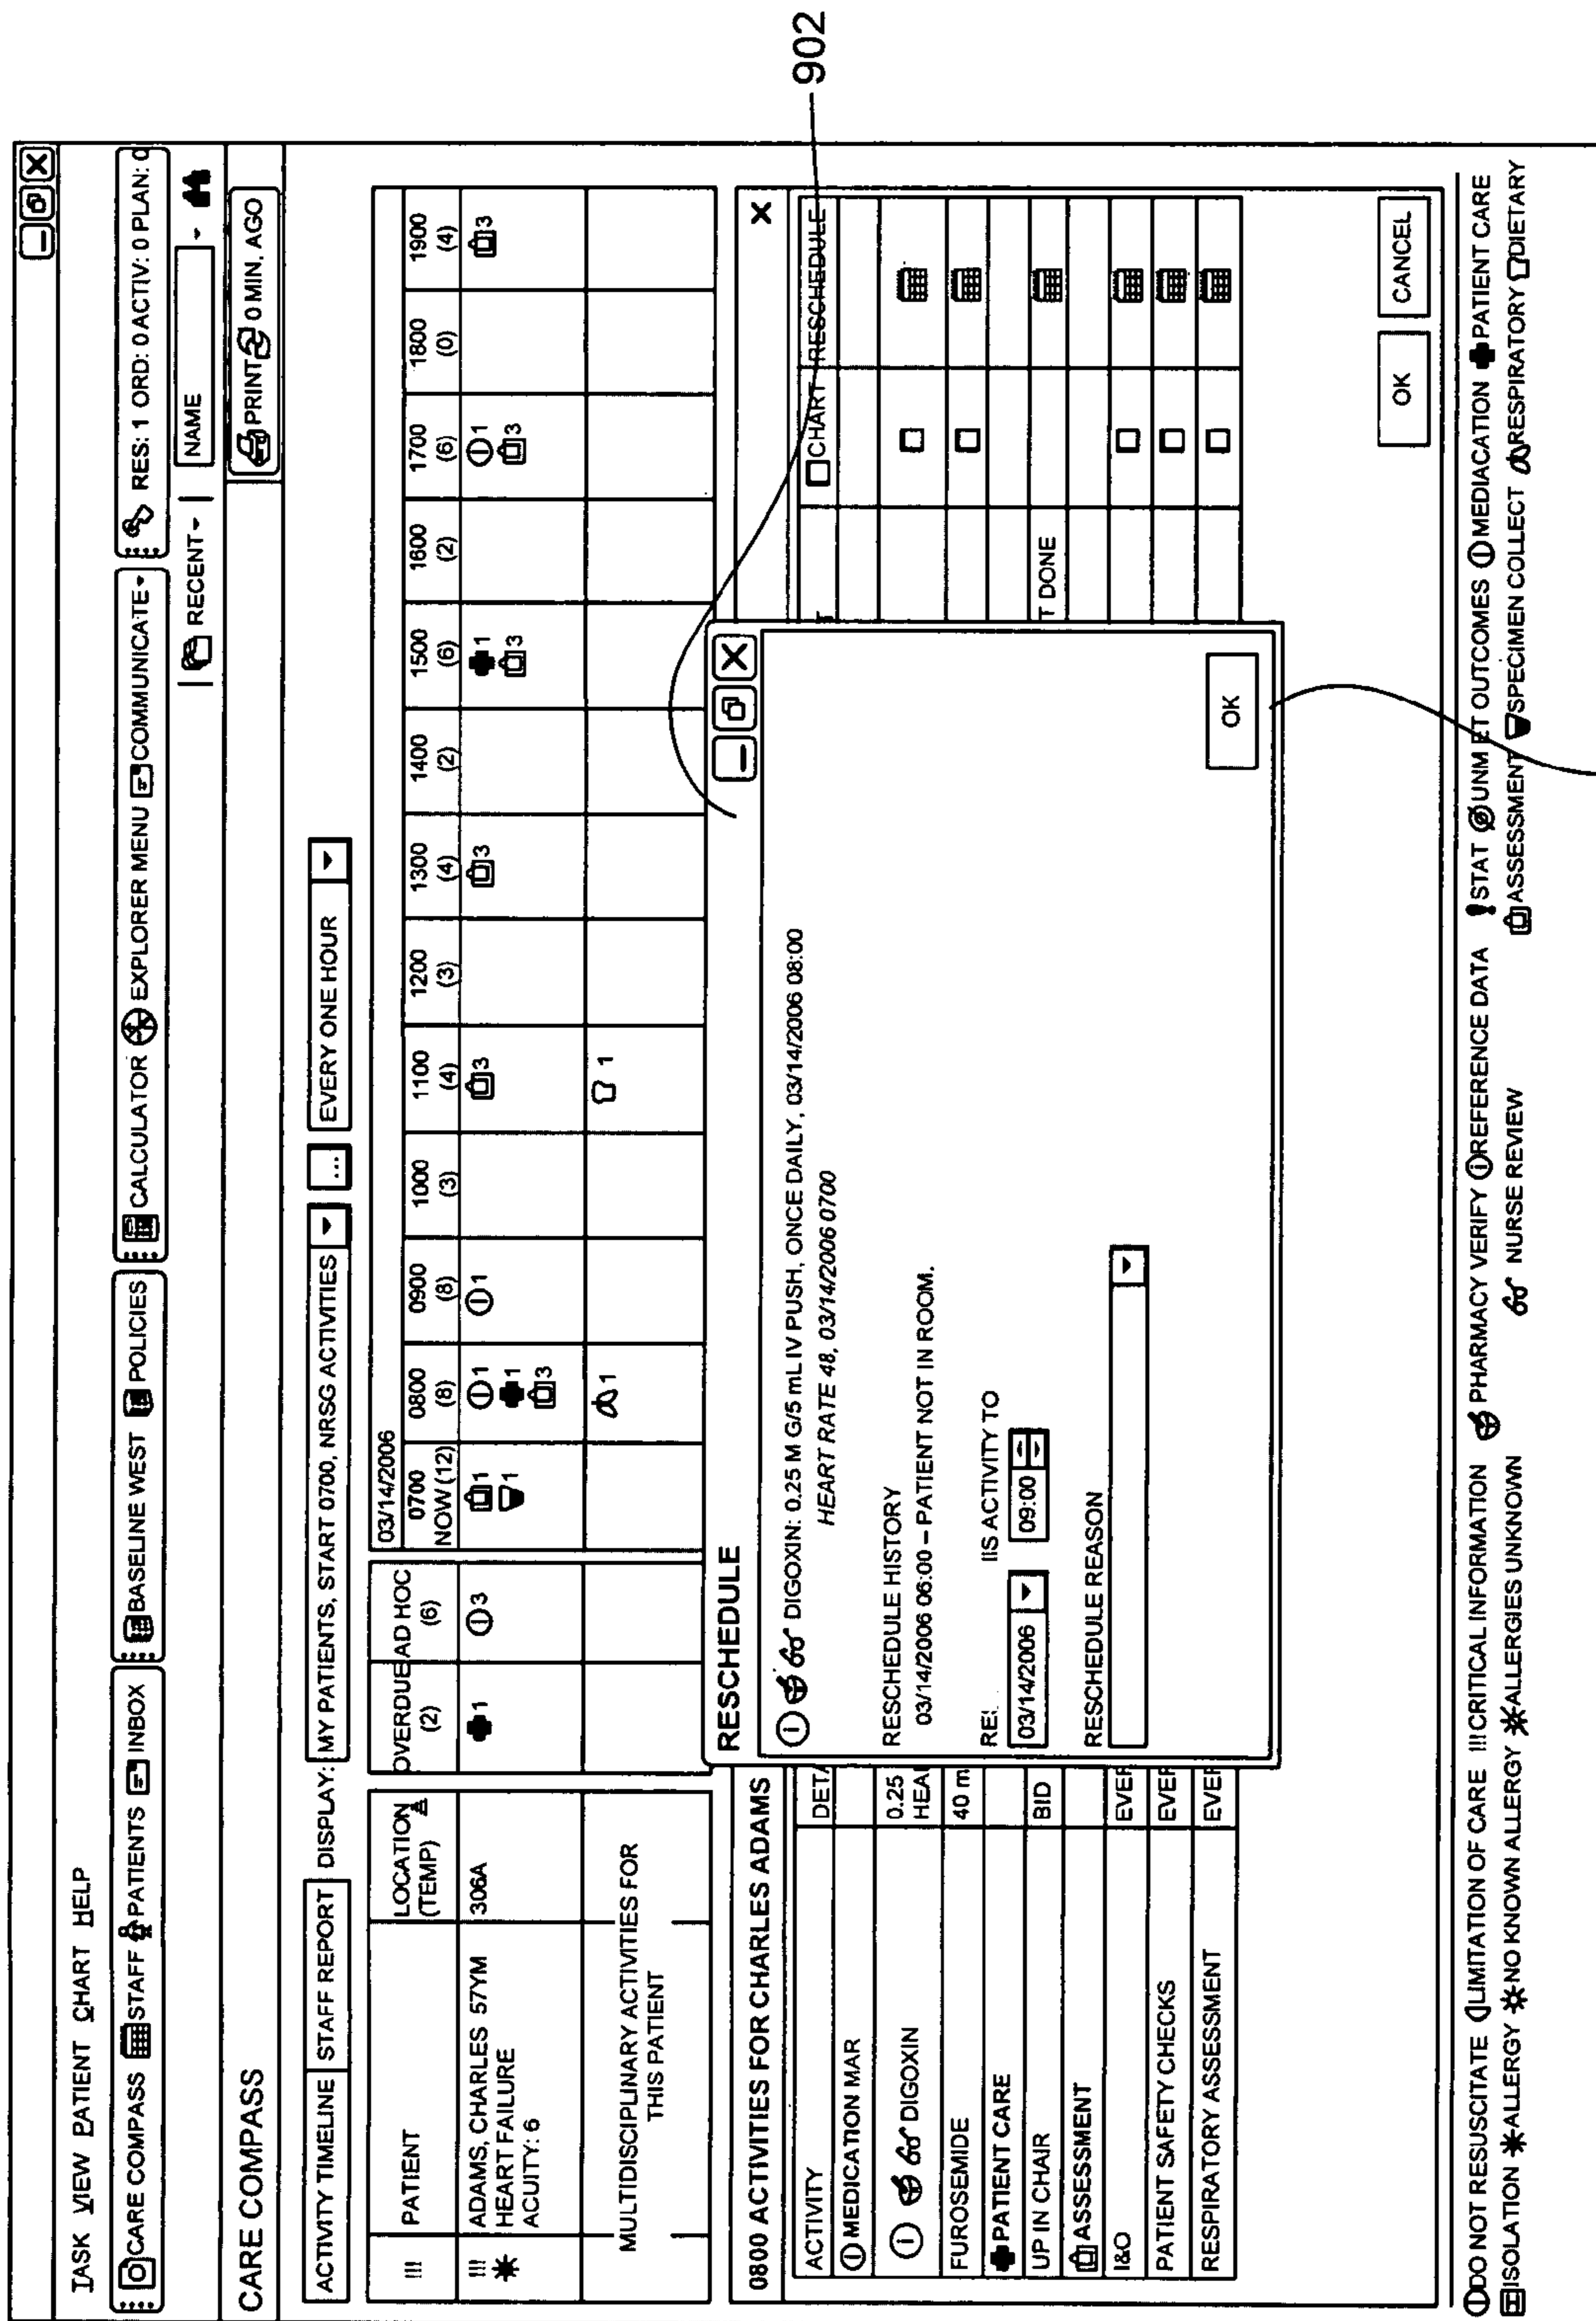 TASK VIEW PATIENT CHART HELP
CARE COMPASS STAFF PATIENTS INBOX BASELINE WEST POLICIES CALCULATOR EXPLORER MENU COMMUNICATE RES: 1 ORD: 0 ACTIV: 0 PLAN: 0
RECENT NAME
CARE COMPASS PRINT 0 MIN. AGO
ACTIVITY TIMELINE STAFF REPORT DISPLAY: MY PATIENTS, START 0700, NRSG ACTIVITIES ... EVERY ONE HOUR
03/14/2006
!!! PATIENT LOCATION (TEMP) OVERDUE (2) AD HOC (6) 0700 NOW (12) 0800 (8) 0900 (8) 1000 (3) 1100 (4) 1200 (3) 1300 (4) 1400 (2) 1500 (6) 1600 (2) 1700 (6) 1800 (0) 1900 (4)
!!! ADAMS, CHARLES 57YM 306A 1 3 1 1 1 3 3 1 1 3
HEART FAILURE 1 1 3 3
ACUITY: 6 3
MULTIDISCIPLINARY ACTIVITIES FOR 1 1
THIS PATIENT
902
0800 ACTIVITIES FOR CHARLES ADAMS X
ACTIVITY DETA T CHART RESCHEDULE
MEDICATION MAR
DIGOXIN 0.25
HEA
FUROSEMIDE 40 m
PATIENT CARE
UP IN CHAIR BID T DONE
ASSESSMENT
I&O EVER
PATIENT SAFETY CHECKS EVER
RESPIRATORY ASSESSMENT EVER
OK CANCEL
RESCHEDULE
DIGOXIN: 0.25 M G/5 mL IV PUSH, ONCE DAILY, 03/14/2006 08:00
HEART RATE 48, 03/14/2006 0700
RESCHEDULE HISTORY
03/14/2006 06:00 – PATIENT NOT IN ROOM.
RE: IIS ACTIVITY TO
03/14/2006 09:00
RESCHEDULE REASON
OK
DO NOT RESUSCITATE LIMITATION OF CARE !!! CRITICAL INFORMATION PHARMACY VERIFY REFERENCE DATA STAT UNM ET OUTCOMES MEDIACATION PATIENT CARE
ISOLATION ALLERGY NO KNOWN ALLERGY ALLERGIES UNKNOWN NURSE REVIEW ASSESSMENT SPECIMEN COLLECT RESPIRATORY DIETARY